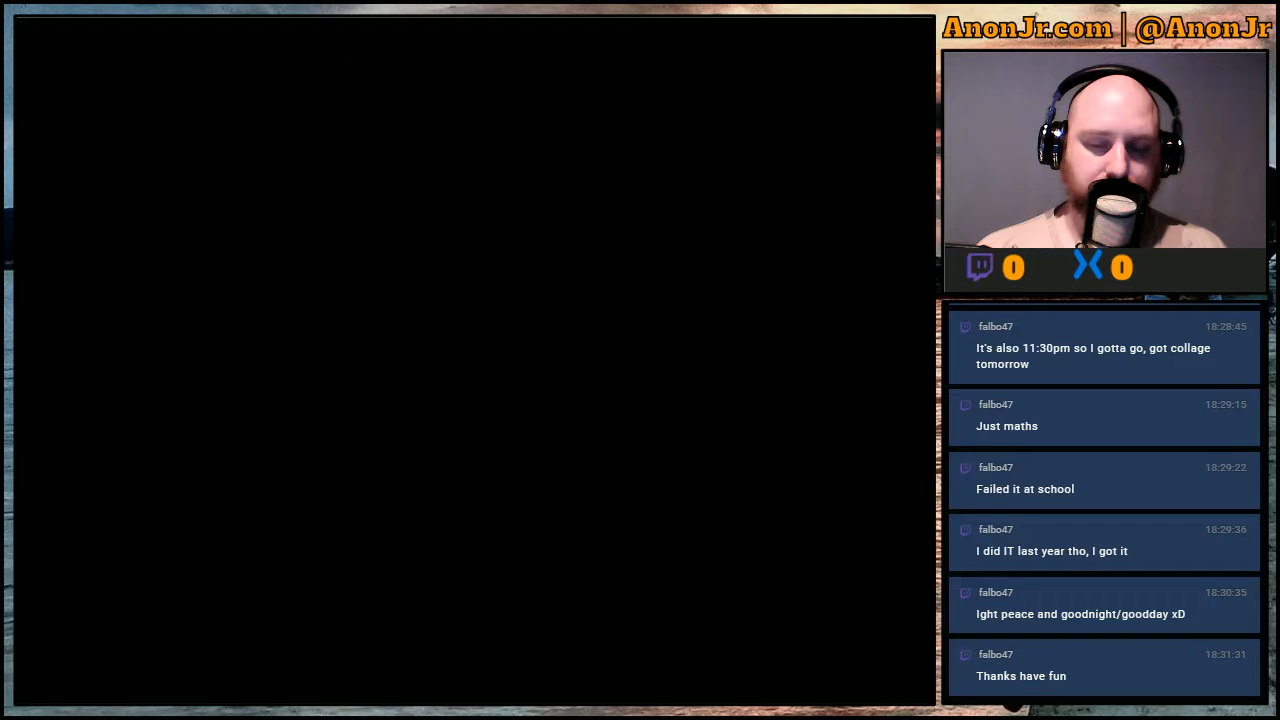 AnonJr.com | @AnonJr
0 0
falbo47 18:28:45
It's also 11:30pm so I gotta go, got collage
tomorrow
falbo47 18:29:15
Just maths
falbo47 18:29:22
Failed it at school
falbo47 18:29:36
I did IT last year tho, I got it
falbo47 18:30:35
Ight peace and goodnight/goodday xD
falbo47 18:31:31
Thanks have fun